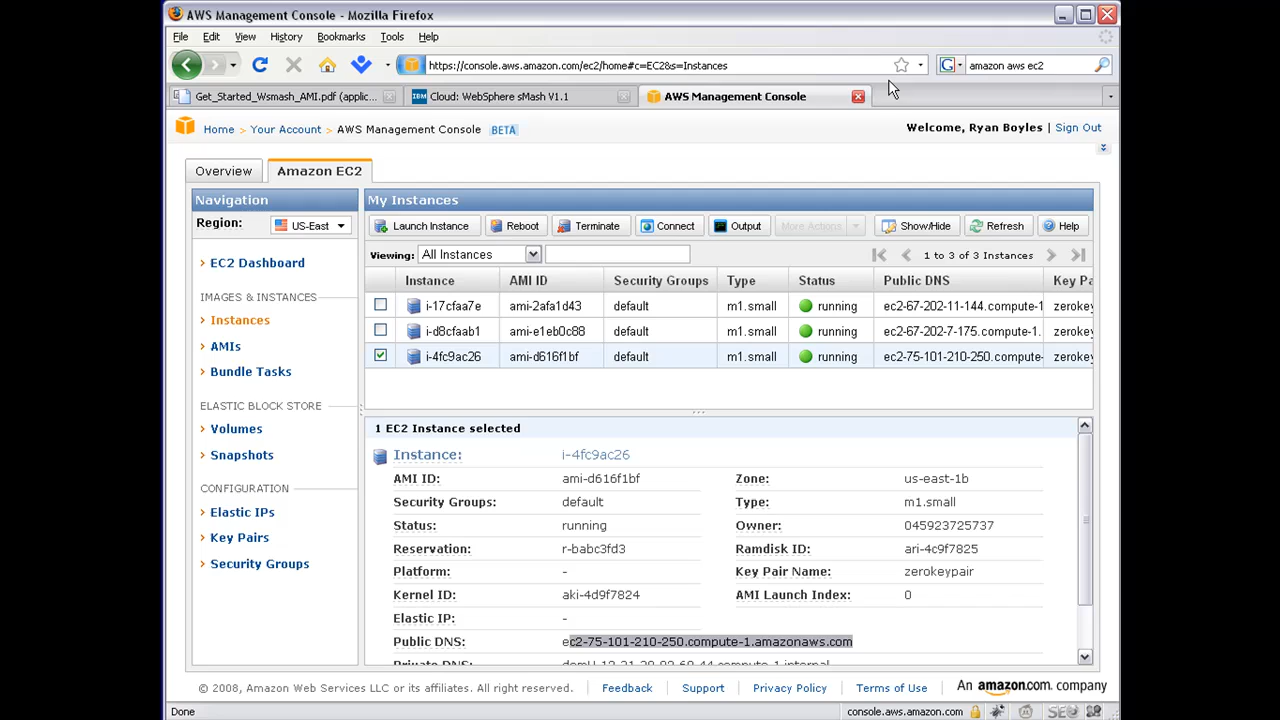 AWS Management Console - Mozilla Firefox
File Edit View History Bookmarks Tools Help
https://console.aws.amazon.com/ec2/home#c=EC2&s=Instances
G amazon aws ec2
Get_Started_Wsmash_AMI.pdf (applic...
IBM Cloud: WebSphere sMash V1.1
AWS Management Console
Home > Your Account > AWS Management Console BETA
Welcome, Ryan Boyles | Sign Out
Overview
Amazon EC2
Navigation
Region: US-East
EC2 Dashboard
IMAGES & INSTANCES
Instances
AMIs
Bundle Tasks
ELASTIC BLOCK STORE
Volumes
Snapshots
CONFIGURATION
Elastic IPs
Key Pairs
Security Groups
My Instances
Launch Instance Reboot Terminate Connect Output More Actions Show/Hide Refresh Help
Viewing: All Instances
1 to 3 of 3 Instances
Instance AMI ID Security Groups Type Status Public DNS Key Pa
i-17cfaa7e ami-2afa1d43 default m1.small running ec2-67-202-11-144.compute-1 zerokey
i-d8cfaab1 ami-e1eb0c88 default m1.small running ec2-67-202-7-175.compute-1. zerokey
i-4fc9ac26 ami-d616f1bf default m1.small running ec2-75-101-210-250.compute- zerokey
1 EC2 Instance selected
Instance: i-4fc9ac26
AMI ID: ami-d616f1bf Zone: us-east-1b
Security Groups: default Type: m1.small
Status: running Owner: 045923725737
Reservation: r-babc3fd3 Ramdisk ID: ari-4c9f7825
Platform: - Key Pair Name: zerokeypair
Kernel ID: aki-4d9f7824 AMI Launch Index: 0
Elastic IP: -
Public DNS: ec2-75-101-210-250.compute-1.amazonaws.com
Private DNS:
© 2008, Amazon Web Services LLC or its affiliates. All right reserved. Feedback Support Privacy Policy Terms of Use An amazon.com. company
Done
console.aws.amazon.com